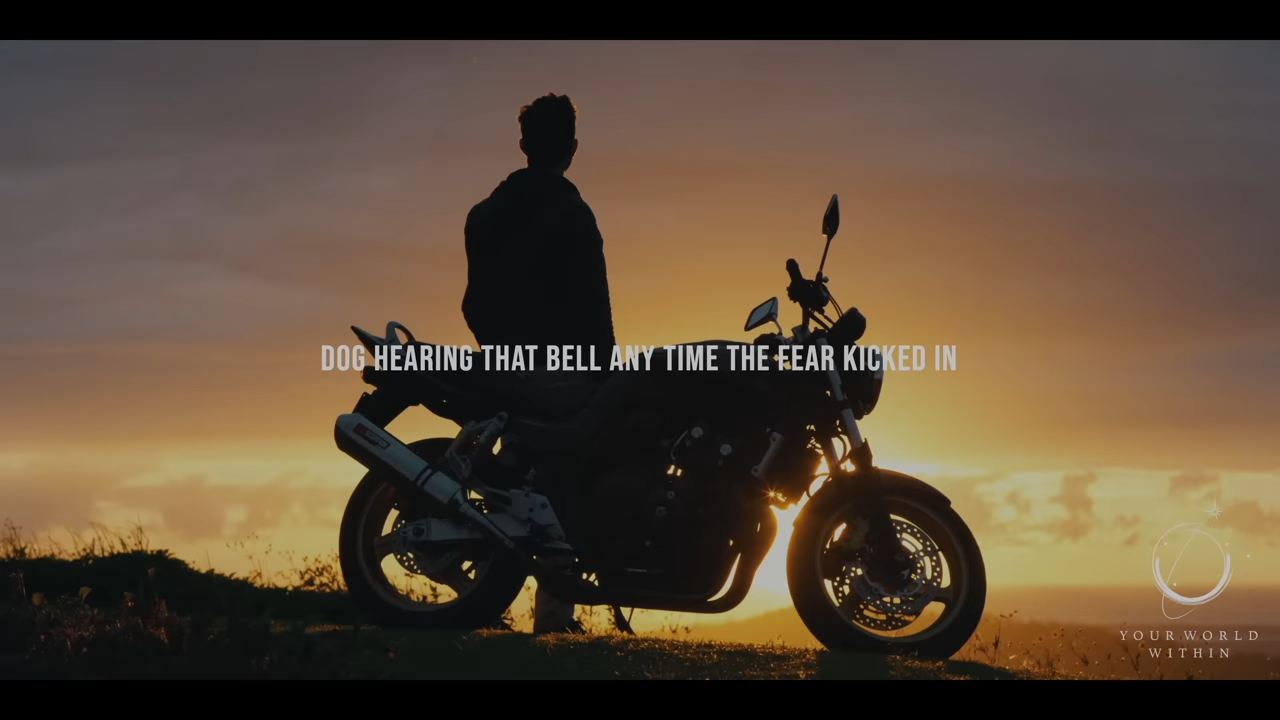 DOG HEARING THAT BELL ANY TIME THE FEAR KICKED IN
YOUR WORLD
WITHIN